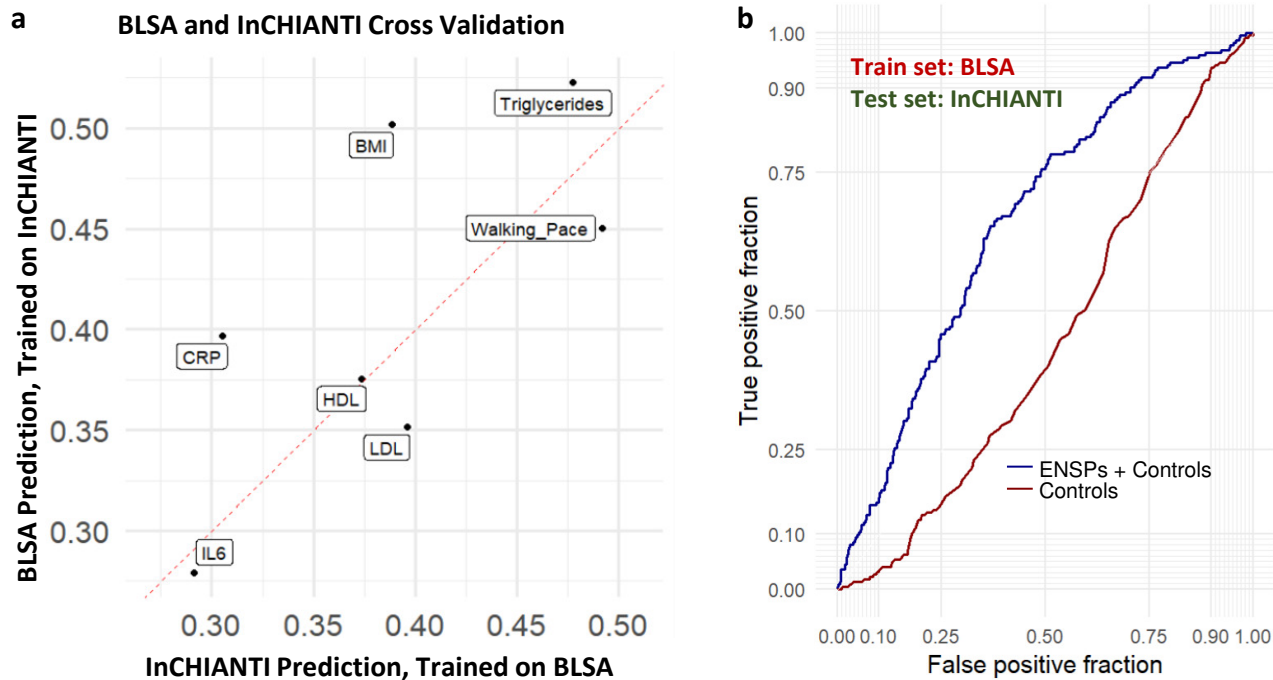 a
BLSA and InCHIANTI Cross Validation
BLSA Prediction, Trained on InCHIANTI
0.50
0.45
0.40
0.35
0.30
Triglycerides
BMI
Walking_Pace
CRP
HDL
LDL
IL6
0.30 0.35 0.40 0.45 0.50
InCHIANTI Prediction, Trained on BLSA
b
Train set: BLSA
Test set: InCHIANTI
True positive fraction
1.00
0.90
0.75
0.50
0.25
0.10
0.00
ENSPs + Controls
Controls
0.00 0.10 0.25 0.50 0.75 0.90 1.00
False positive fraction